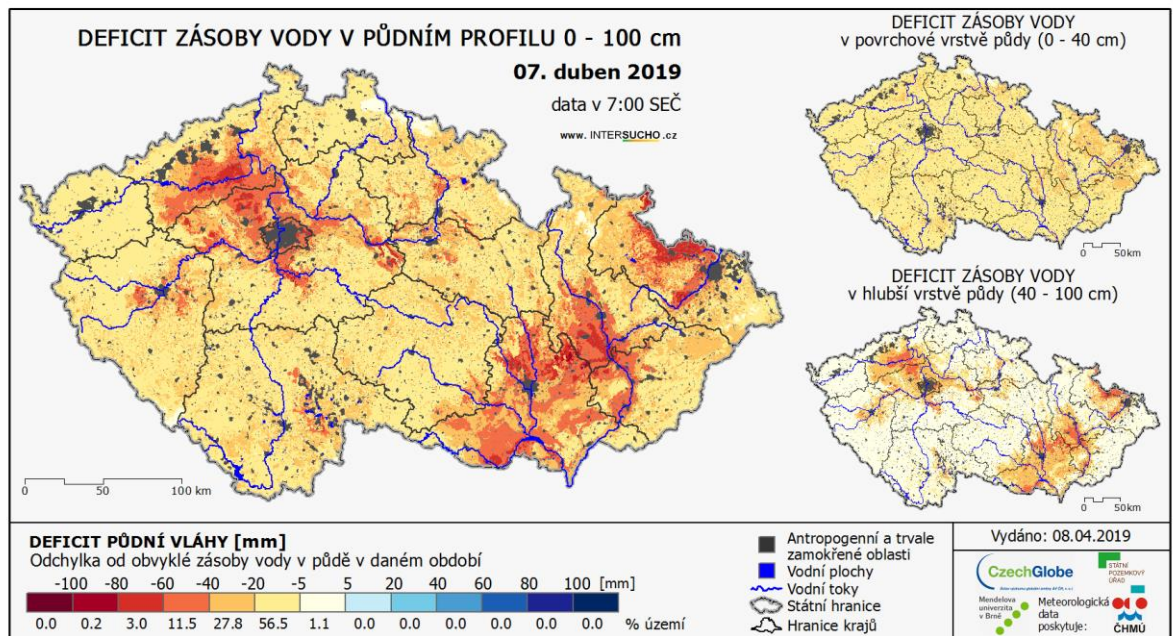 DEFICIT ZÁSOBY VODY V PŮDNÍM PROFILU 0 - 100 cm
07. duben 2019
data v 7:00 SEČ
www. INTERSUCHO .cz
0 50 100 km
DEFICIT ZÁSOBY VODY
v povrchové vrstvě půdy (0 - 40 cm)
0 50km
DEFICIT ZÁSOBY VODY
v hlubší vrstvě půdy (40 - 100 cm)
0 50km
DEFICIT PŮDNÍ VLÁHY [mm]
Odchylka od obvyklé zásoby vody v půdě v daném období
-100 -80 -60 -40 -20 -5 5 20 40 60 80 100 [mm]
0.0 0.2 3.0 11.5 27.8 56.5 1.1 0.0 0.0 0.0 0.0 0.0 0.0 % území
Antropogenní a trvale
zamokřené oblasti
Vodní plochy
Vodní toky
Státní hranice
Hranice krajů
Vydáno: 08.04.2019
CzechGlobe
STÁTNÍ
POZEMKOVÝ
ÚŘAD
Mendelova
univerzita
v Brně
Meteorologická
data
poskytuje:
ČHMÚ